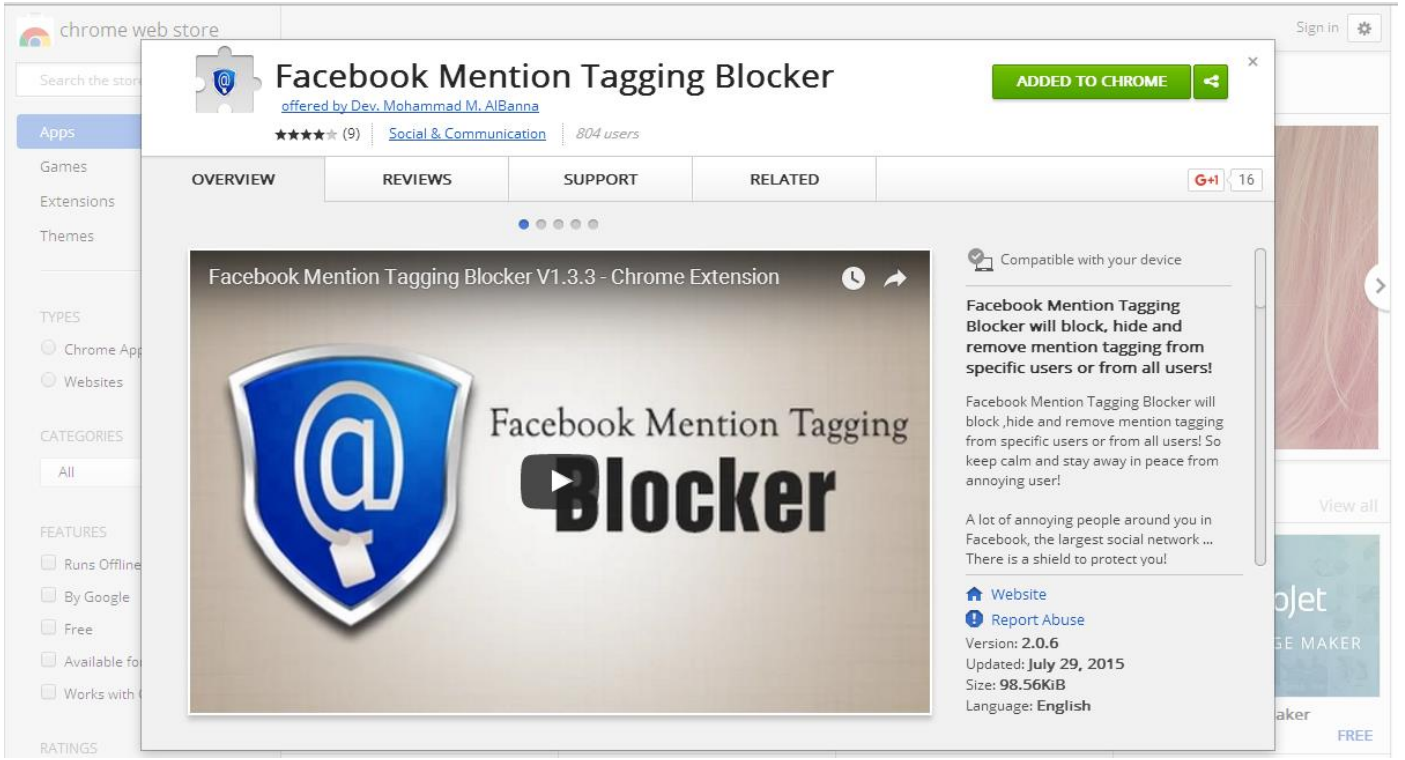 chrome web store
Sign in
Search the store
Facebook Mention Tagging Blocker
offered by Dev. Mohammad M. AlBanna
(9) Social & Communication 804 users
ADDED TO CHROME
OVERVIEW REVIEWS SUPPORT RELATED
G+1 16
Apps
Games
Extensions
Themes
TYPES
Chrome App
Websites
CATEGORIES
All
FEATURES
Runs Offline
By Google
Free
Available fo
Works with
RATINGS
Facebook Mention Tagging Blocker V1.3.3 - Chrome Extension
@
Facebook Mention Tagging
Blocker
Compatible with your device
Facebook Mention Tagging
Blocker will block, hide and
remove mention tagging from
specific users or from all users!
Facebook Mention Tagging Blocker will
block ,hide and remove mention tagging
from specific users or from all users! So
keep calm and stay away in peace from
annoying user!
A lot of annoying people around you in
Facebook, the largest social network ...
There is a shield to protect you!
Website
Report Abuse
Version: 2.0.6
Updated: July 29, 2015
Size: 98.56KiB
Language: English
View all
GE MAKER
aker
FREE